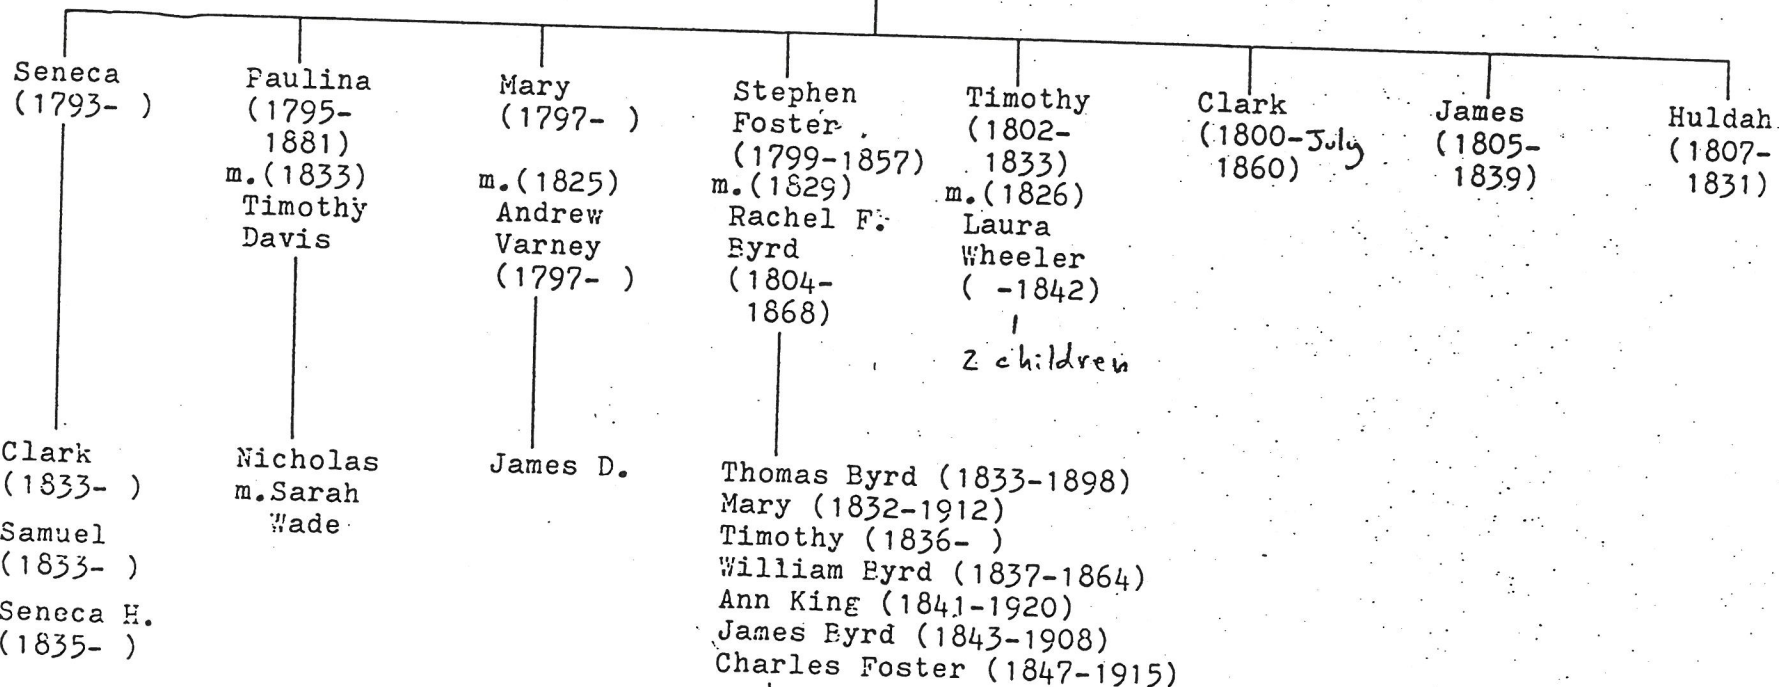 Seneca
(1793- )
Paulina
(1795-
1881)
m.(1833)
Timothy
Davis
Mary
(1797- )
m.(1825)
Andrew
Varney
(1797- )
Stephen
Foster
(1799-1857)
m.(1829)
Rachel F.
Byrd
(1804-
1868)
Timothy
(1802-
1833)
m.(1826)
Laura
Wheeler
( -1842)
2 children
Clark
(1800-July
1860)
James
(1805-
1839)
Huldah
(1807-
1831)
Clark
(1833- )
Samuel
(1833- )
Seneca H.
(1835- )
Nicholas
m.Sarah
Wade
James D.
Thomas Byrd (1833-1898)
Mary (1832-1912)
Timothy (1836- )
William Byrd (1837-1864)
Ann King (1841-1920)
James Byrd (1843-1908)
Charles Foster (1847-1915)